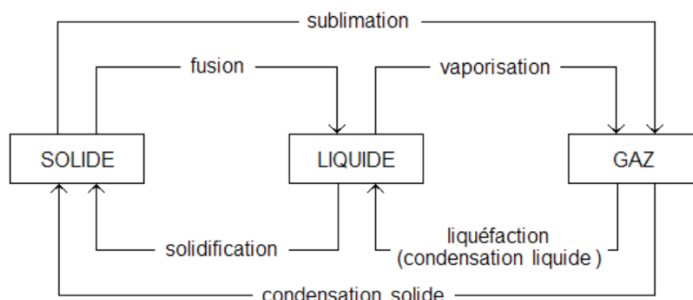 sublimation
fusion
vaporisation
SOLIDE
LIQUIDE
GAZ
solidification
liquéfaction
(condensation liquide )
condensation solide